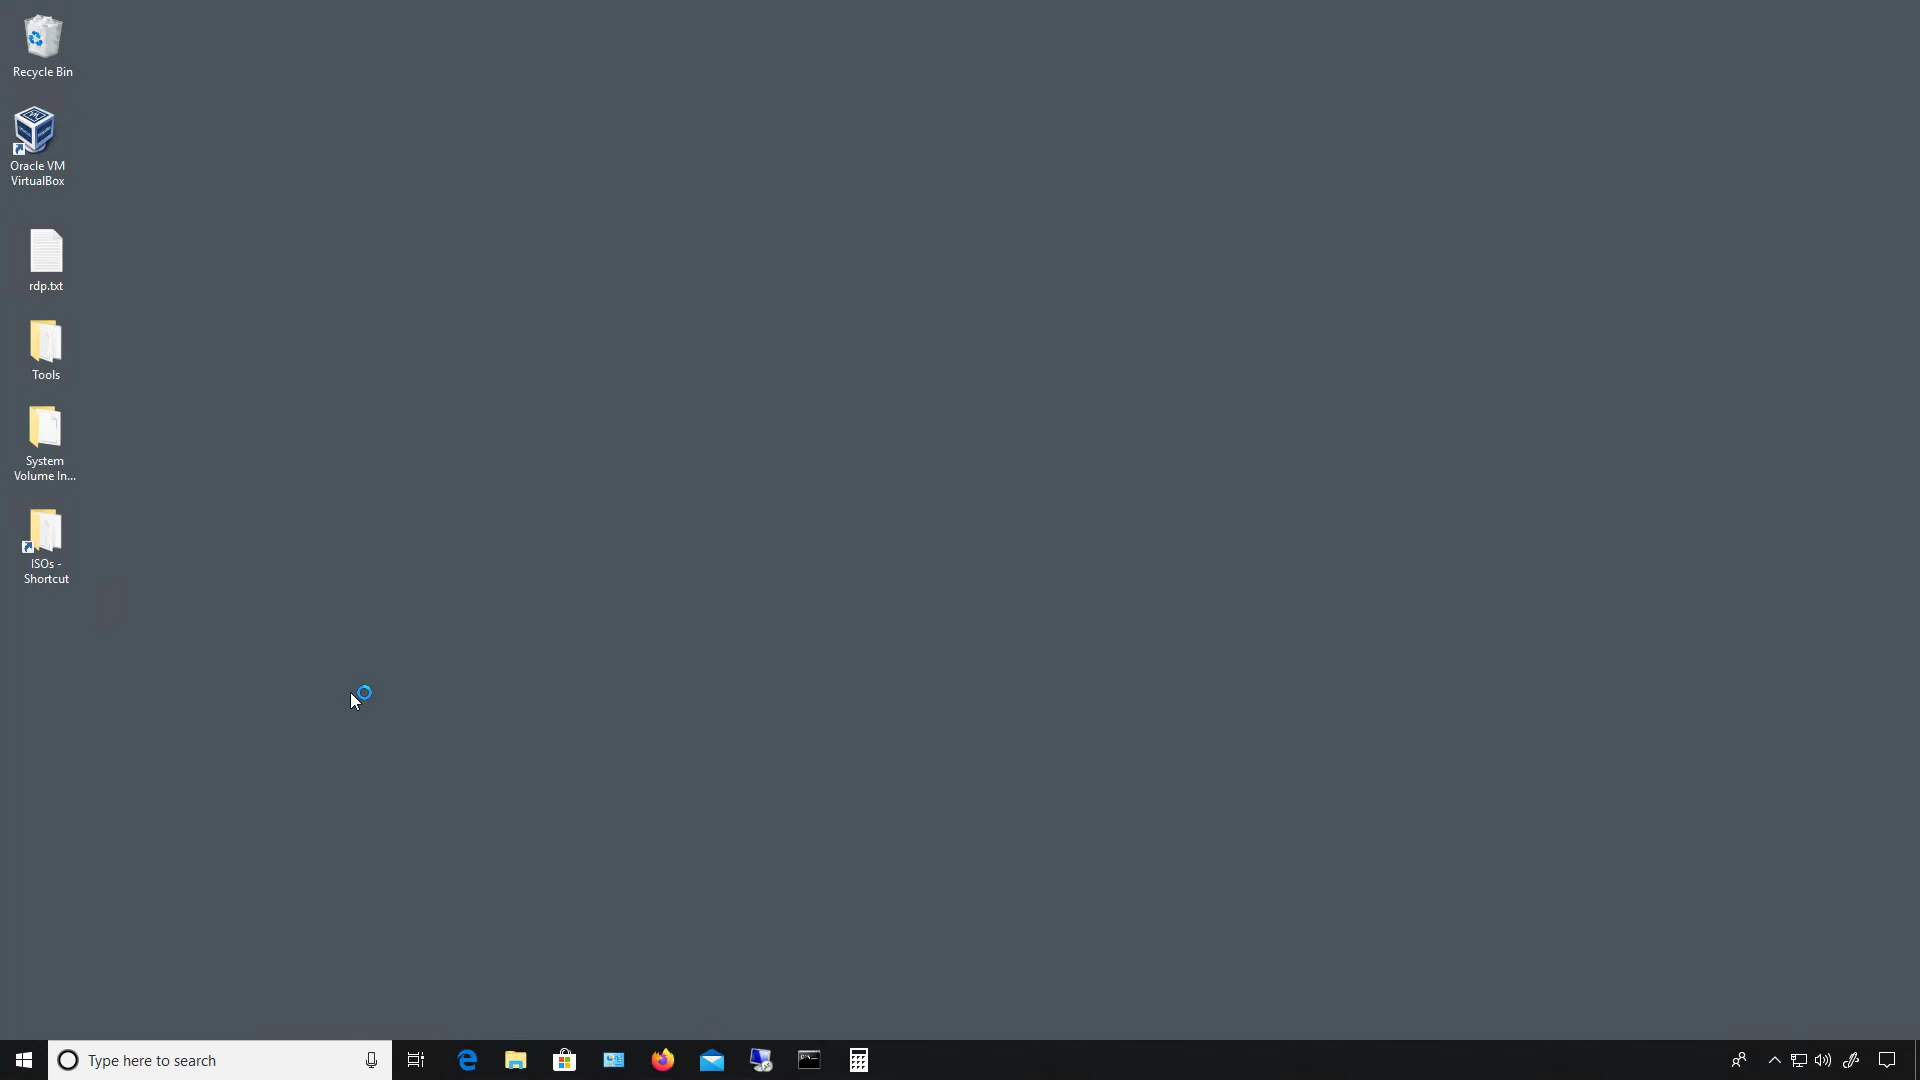 Recycle Bin
Oracle VM
VirtualBox
rdp.txt
Tools
System
Volume In...
ISOs -
Shortcut
Type here to search